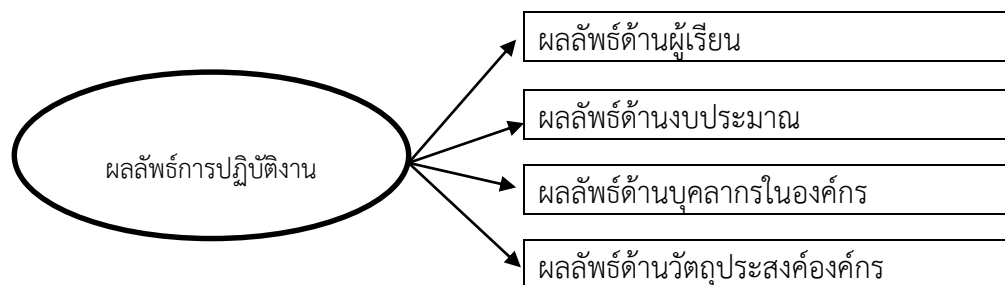 ผลลัพธ์ด้านผู้เรียน
ผลลัพธ์ด้านงบประมาณ
ผลลัพธ์การปฏิบัติงาน
ผลลัพธ์ด้านบุคลากรในองค์กร
ผลลัพธ์ด้านวัตถุประสงค์องค์กร